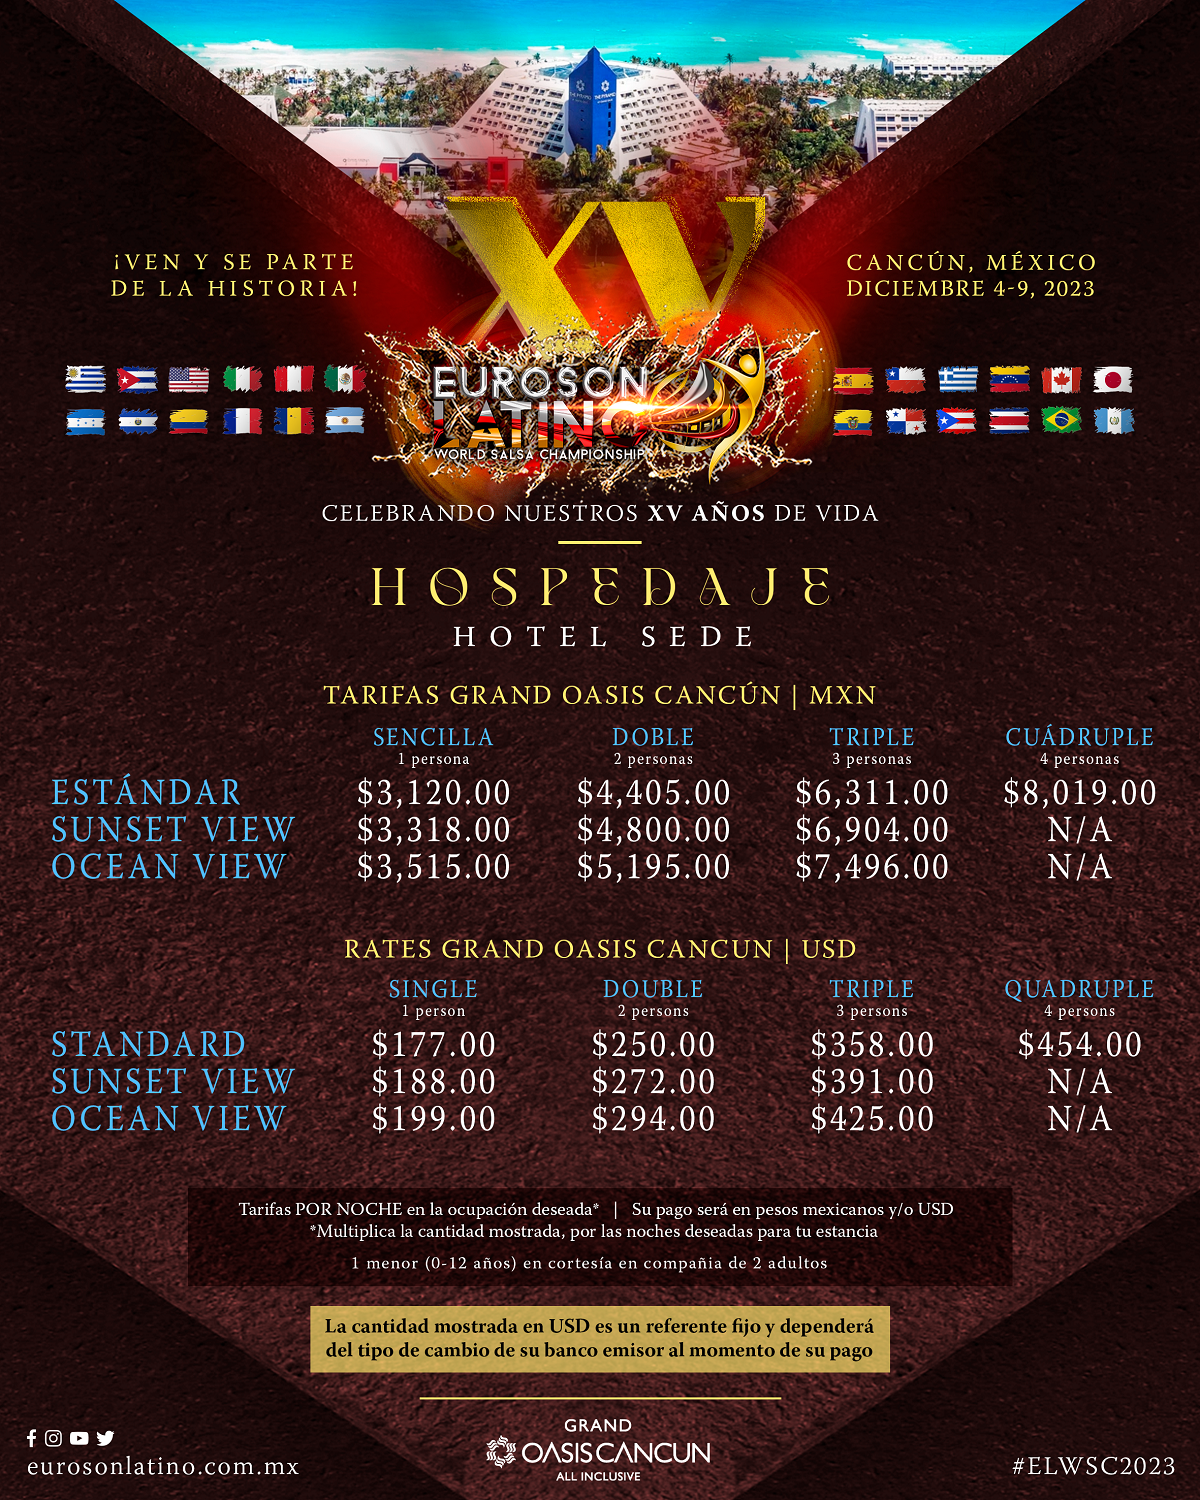 XV
¡VEN Y SE PARTE
DE LA HISTORIA!
CANCÚN, MÉXICO
DICIEMBRE 4-9, 2023
EUROSON
LATINO
WORLD SALSA CHAMPIONSHIP
CELEBRANDO NUESTROS XV AÑOS DE VIDA
HOSPEDAJE
HOTEL SEDE
TARIFAS GRAND OASIS CANCÚN | MXN
SENCILLA DOBLE TRIPLE CUÁDRUPLE
1 persona 2 personas 3 personas 4 personas
ESTÁNDAR $3,120.00 $4,405.00 $6,311.00 $8,019.00
SUNSET VIEW $3,318.00 $4,800.00 $6,904.00 N/A
OCEAN VIEW $3,515.00 $5,195.00 $7,496.00 N/A
RATES GRAND OASIS CANCUN | USD
SINGLE DOUBLE TRIPLE QUADRUPLE
1 person 2 persons 3 persons 4 persons
STANDARD $177.00 $250.00 $358.00 $454.00
SUNSET VIEW $188.00 $272.00 $391.00 N/A
OCEAN VIEW $199.00 $294.00 $425.00 N/A
Tarifas POR NOCHE en la ocupación deseada* | Su pago será en pesos mexicanos y/o USD
*Multiplica la cantidad mostrada, por las noches deseadas para tu estancia
1 menor (0-12 años) en cortesía en compañia de 2 adultos
La cantidad mostrada en USD es un referente fijo y dependerá
del tipo de cambio de su banco emisor al momento de su pago
GRAND
OASIS CANCUN
ALL INCLUSIVE
eurosonlatino.com.mx
#ELWSC2023